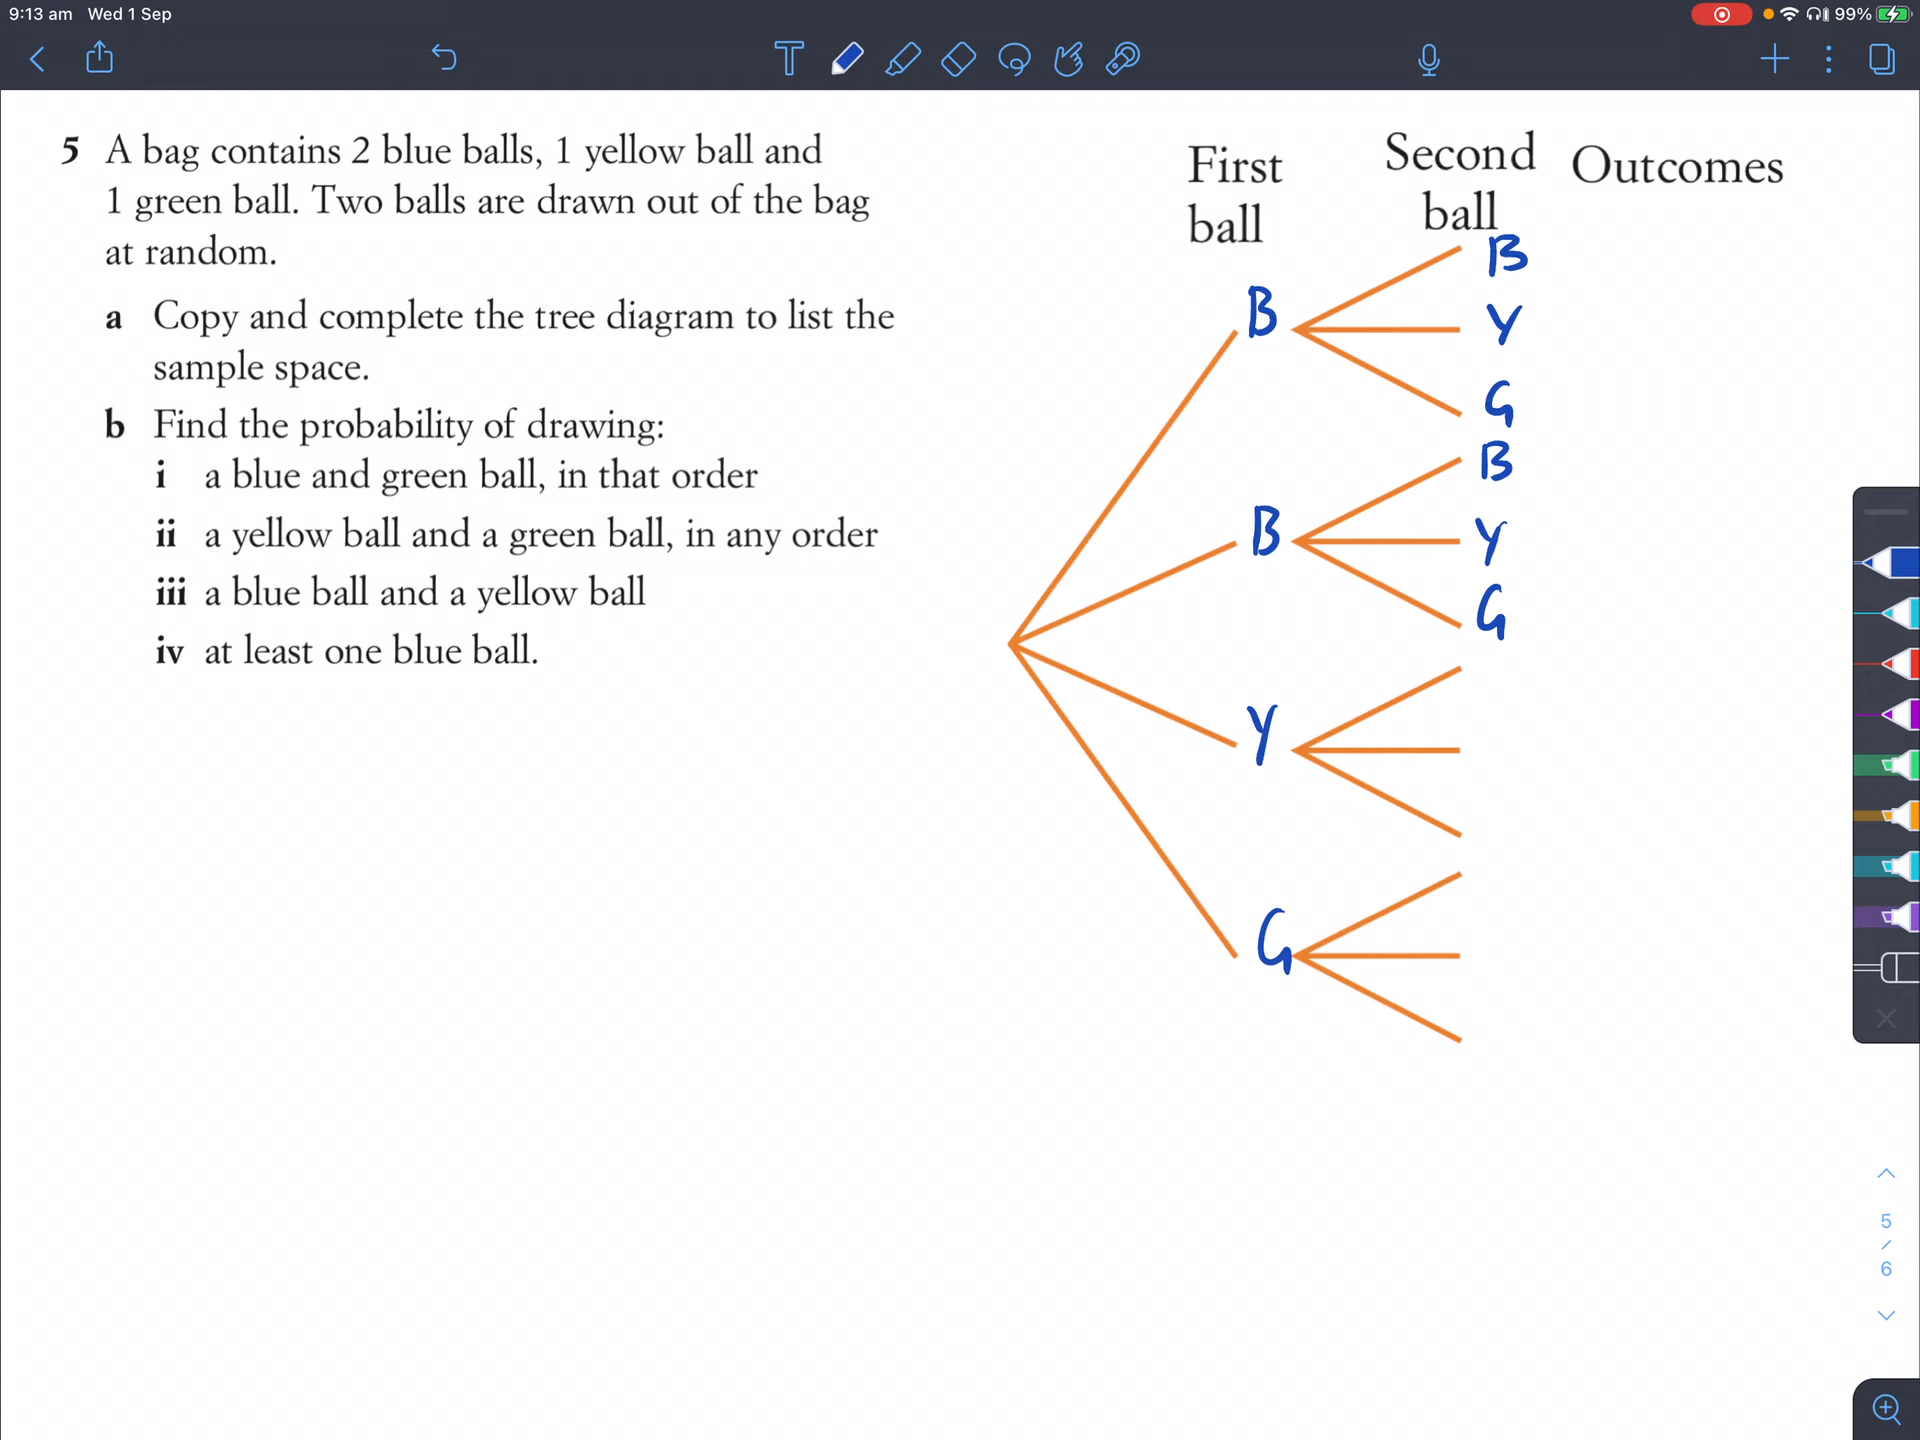 9:13 am Wed 1 Sep
99%
5 A bag contains 2 blue balls, 1 yellow ball and
1 green ball. Two balls are drawn out of the bag
at random.
a Copy and complete the tree diagram to list the
sample space.
b Find the probability of drawing:
i a blue and green ball, in that order
ii a yellow ball and a green ball, in any order
iii a blue ball and a yellow ball
iv at least one blue ball.
First
ball
Second
ball
Outcomes
B
B
Y
G
B
B
Y
G
Y
G
5
/
6